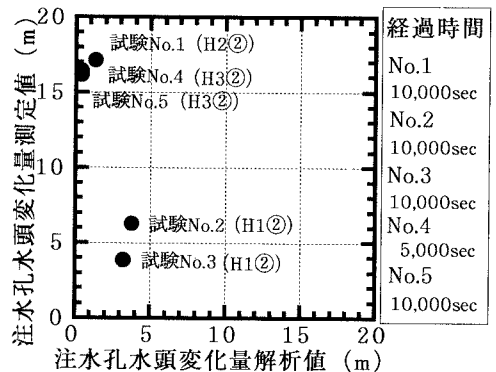 注水孔水頭変化量測定値 (m)
20
15
10
5
0
試験No.1 (H2②)
試験No.4 (H3②)
試験No.5 (H3②)
試験No.2 (H1②)
試験No.3 (H1②)
0 5 10 15 20
注水孔水頭変化量解析値 (m)
経過時間
No.1
10,000sec
No.2
10,000sec
No.3
10,000sec
No.4
5,000sec
No.5
10,000sec